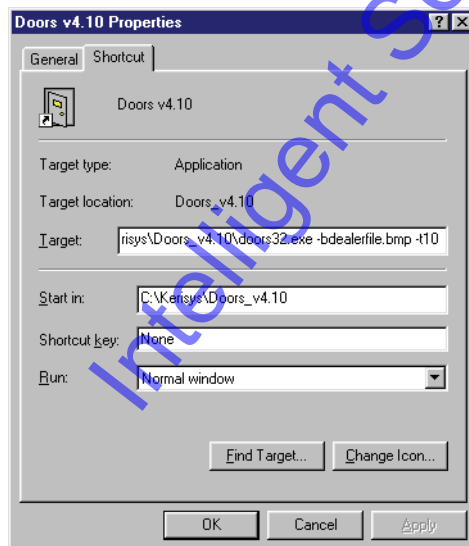 Doors v4.10 Properties
General Shortcut
Doors v4.10
Target type: Application
Target location: Doors_v4.10
Target: risys\Doors_v4.10\doors32.exe -bdealerfile.bmp -t10
Start in: C:\Kerisys\Doors_v4.10
Shortcut key: None
Run: Normal window
Find Target... Change Icon...
OK Cancel Apply
Intelligent S